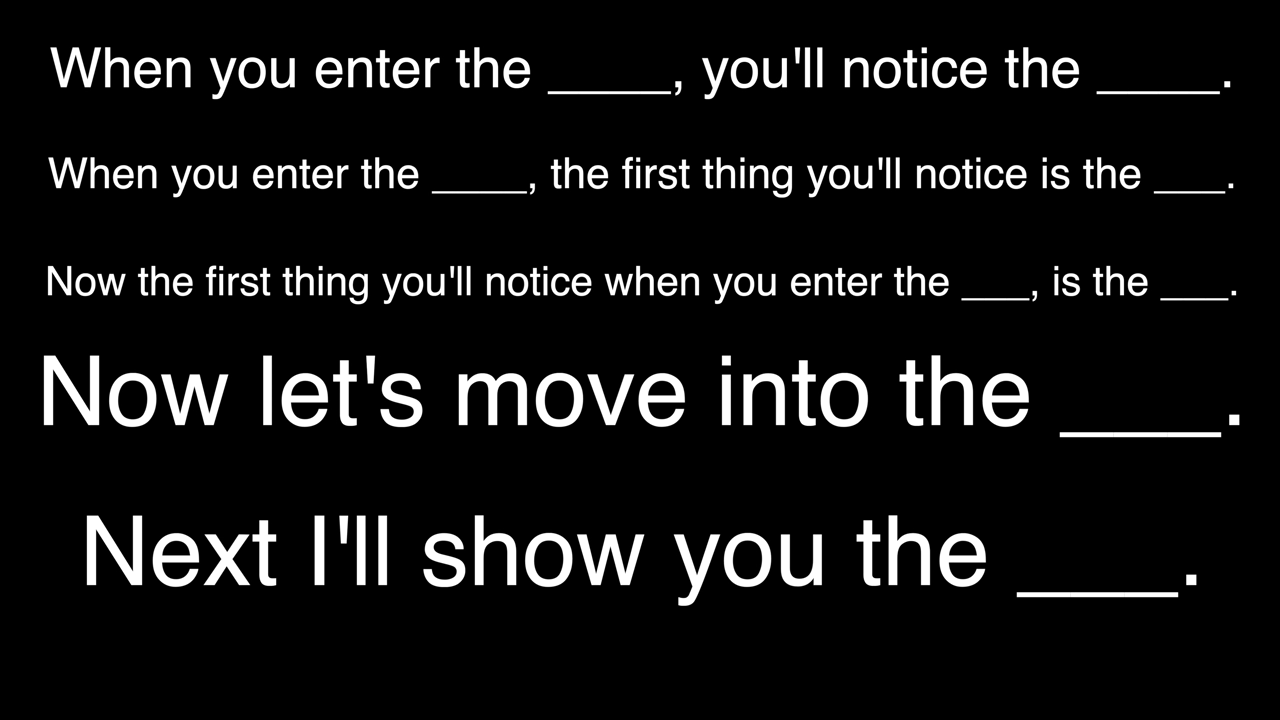 When you enter the ____, you'll notice the ____.
When you enter the ____, the first thing you'll notice is the ___.
Now the first thing you'll notice when you enter the ___, is the ___.
Now let's move into the ___.
Next I'll show you the ___.